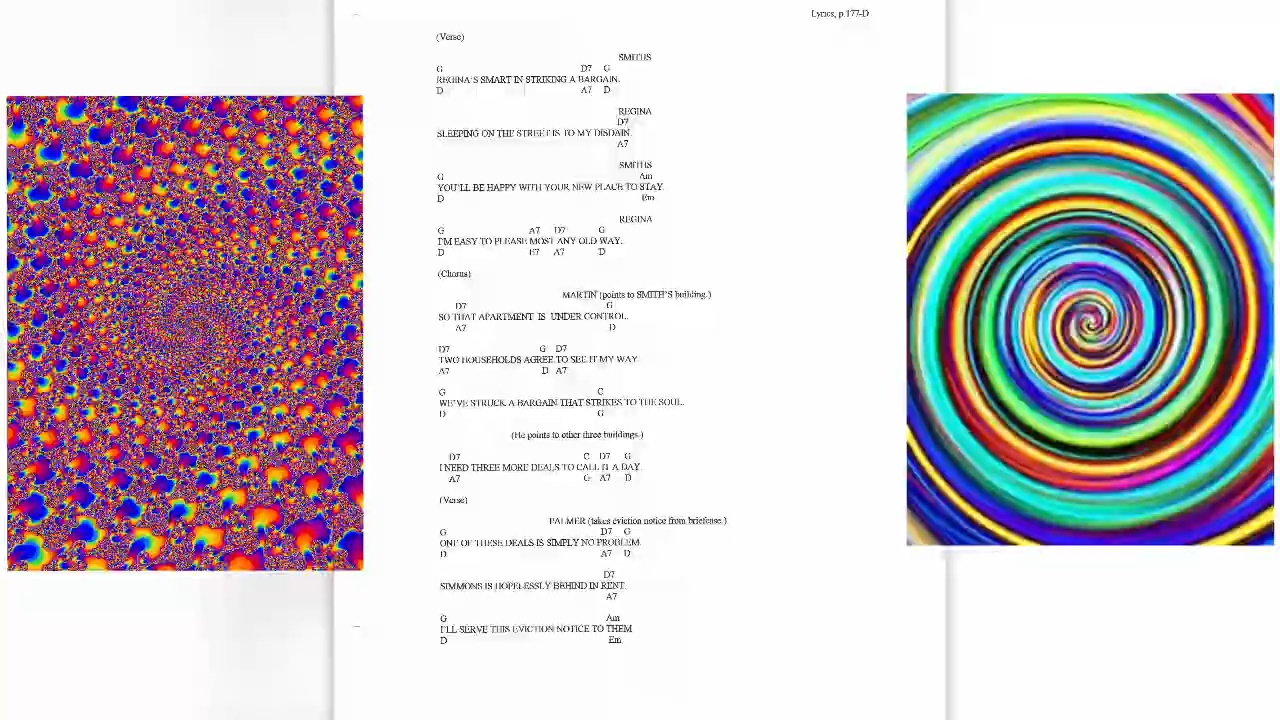 Lyrics, p.177-D
(Verse)
SMITHS
G D7 G
REGINA'S SMART IN STRIKING A BARGAIN.
D A7 D
REGINA
D7
SLEEPING ON THE STREET IS TO MY DISDAIN.
A7
SMITHS
G Am
YOU'LL BE HAPPY WITH YOUR NEW PLACE TO STAY.
D Em
REGINA
G A7 D7 G
I'M EASY TO PLEASE MOST ANY OLD WAY.
D E7 A7 D
(Chorus)
MARTIN (points to SMITH'S building.)
D7 G
SO THAT APARTMENT IS UNDER CONTROL.
A7 D
D7 G D7
TWO HOUSEHOLDS AGREE TO SEE IT MY WAY.
A7 D A7
G C
WE'VE STRUCK A BARGAIN THAT STRIKES TO THE SOUL.
D G
(He points to other three buildings.)
D7 C D7 G
I NEED THREE MORE DEALS TO CALL IT A DAY.
A7 G A7 D
(Verse)
PALMER (takes eviction notice from briefcase.)
G D7 G
ONE OF THESE DEALS IS SIMPLY NO PROBLEM.
D A7 D
D7
SIMMONS IS HOPELESSLY BEHIND IN RENT.
A7
G Am
I'LL SERVE THIS EVICTION NOTICE TO THEM
D Em